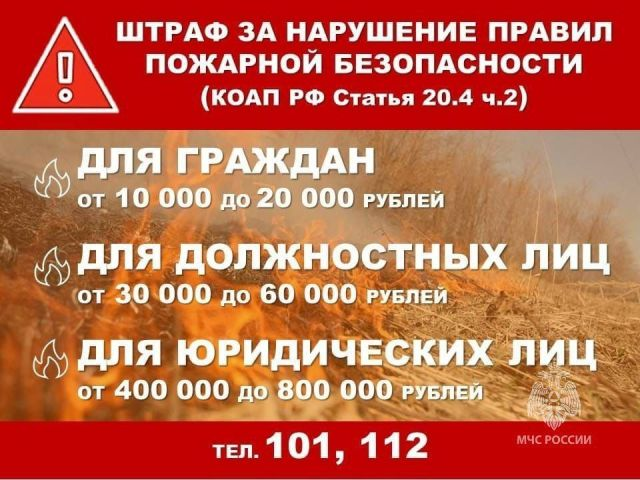 ШТРАФ ЗА НАРУШЕНИЕ ПРАВИЛ
ПОЖАРНОЙ БЕЗОПАСНОСТИ
(КОАП РФ Статья 20.4 ч.2)
ДЛЯ ГРАЖДАН
ОТ 10 000 ДО 20 000 РУБЛЕЙ
ДЛЯ ДОЛЖНОСТНЫХ ЛИЦ
ОТ 30 000 ДО 60 000 РУБЛЕЙ
ДЛЯ ЮРИДИЧЕСКИХ ЛИЦ
ОТ 400 000 ДО 800 000 РУБЛЕЙ
МЧС РОССИИ
ТЕЛ. 101, 112